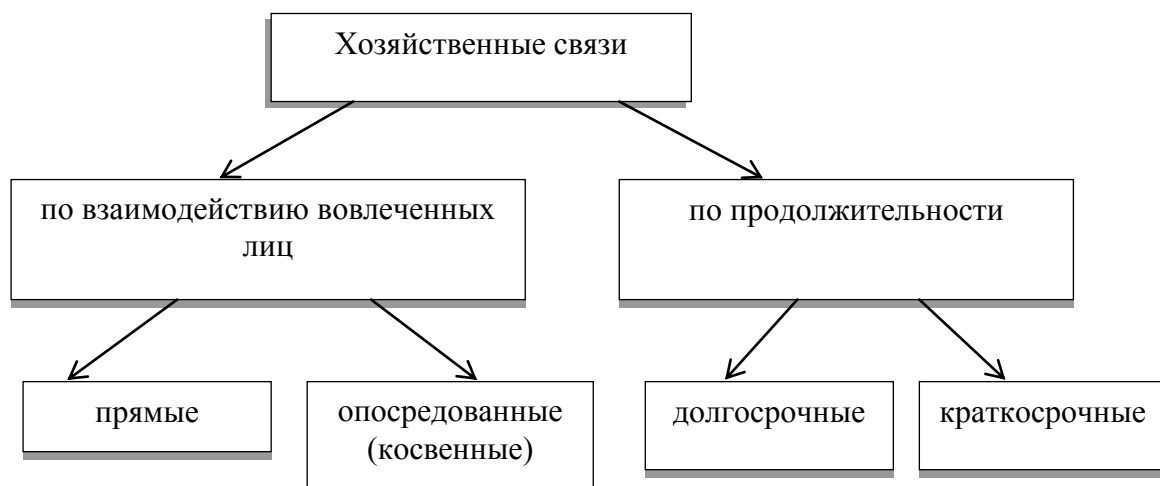 Хозяйственные связи
по взаимодействию вовлеченных
лиц
по продолжительности
прямые
опосредованные
(косвенные)
долгосрочные
краткосрочные